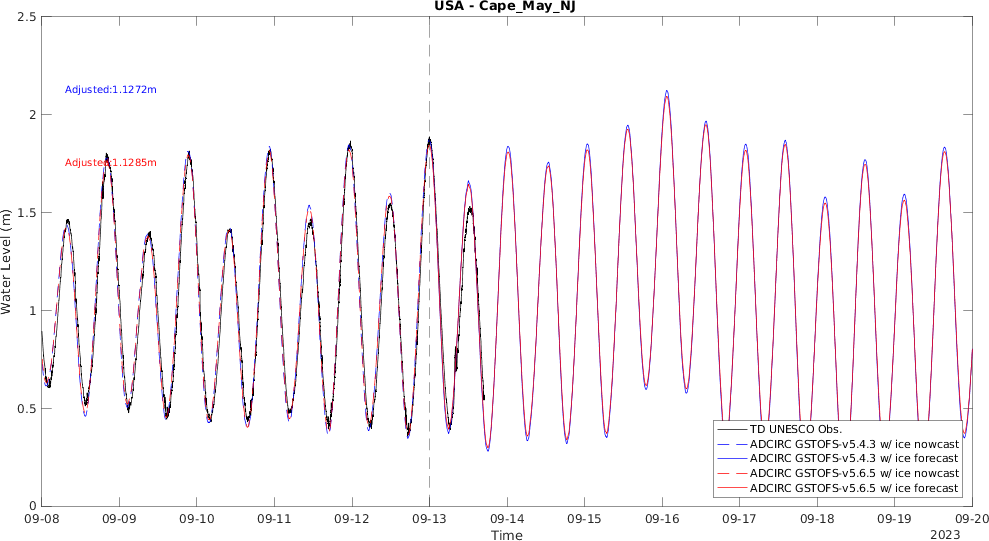 USA - Cape_May_NJ
2.5
Adjusted:1.1272m
2
Adjusted:1.1285m
1.5
Water Level (m)
1
0.5
TD UNESCO Obs.
ADCIRC GSTOFS-v5.4.3 w/ ice nowcast
ADCIRC GSTOFS-v5.4.3 w/ ice forecast
ADCIRC GSTOFS-v5.6.5 w/ ice nowcast
ADCIRC GSTOFS-v5.6.5 w/ ice forecast
0
09-08 09-09 09-10 09-11 09-12 09-13 09-14 09-15 09-16 09-17 09-18 09-19 09-20
Time
2023